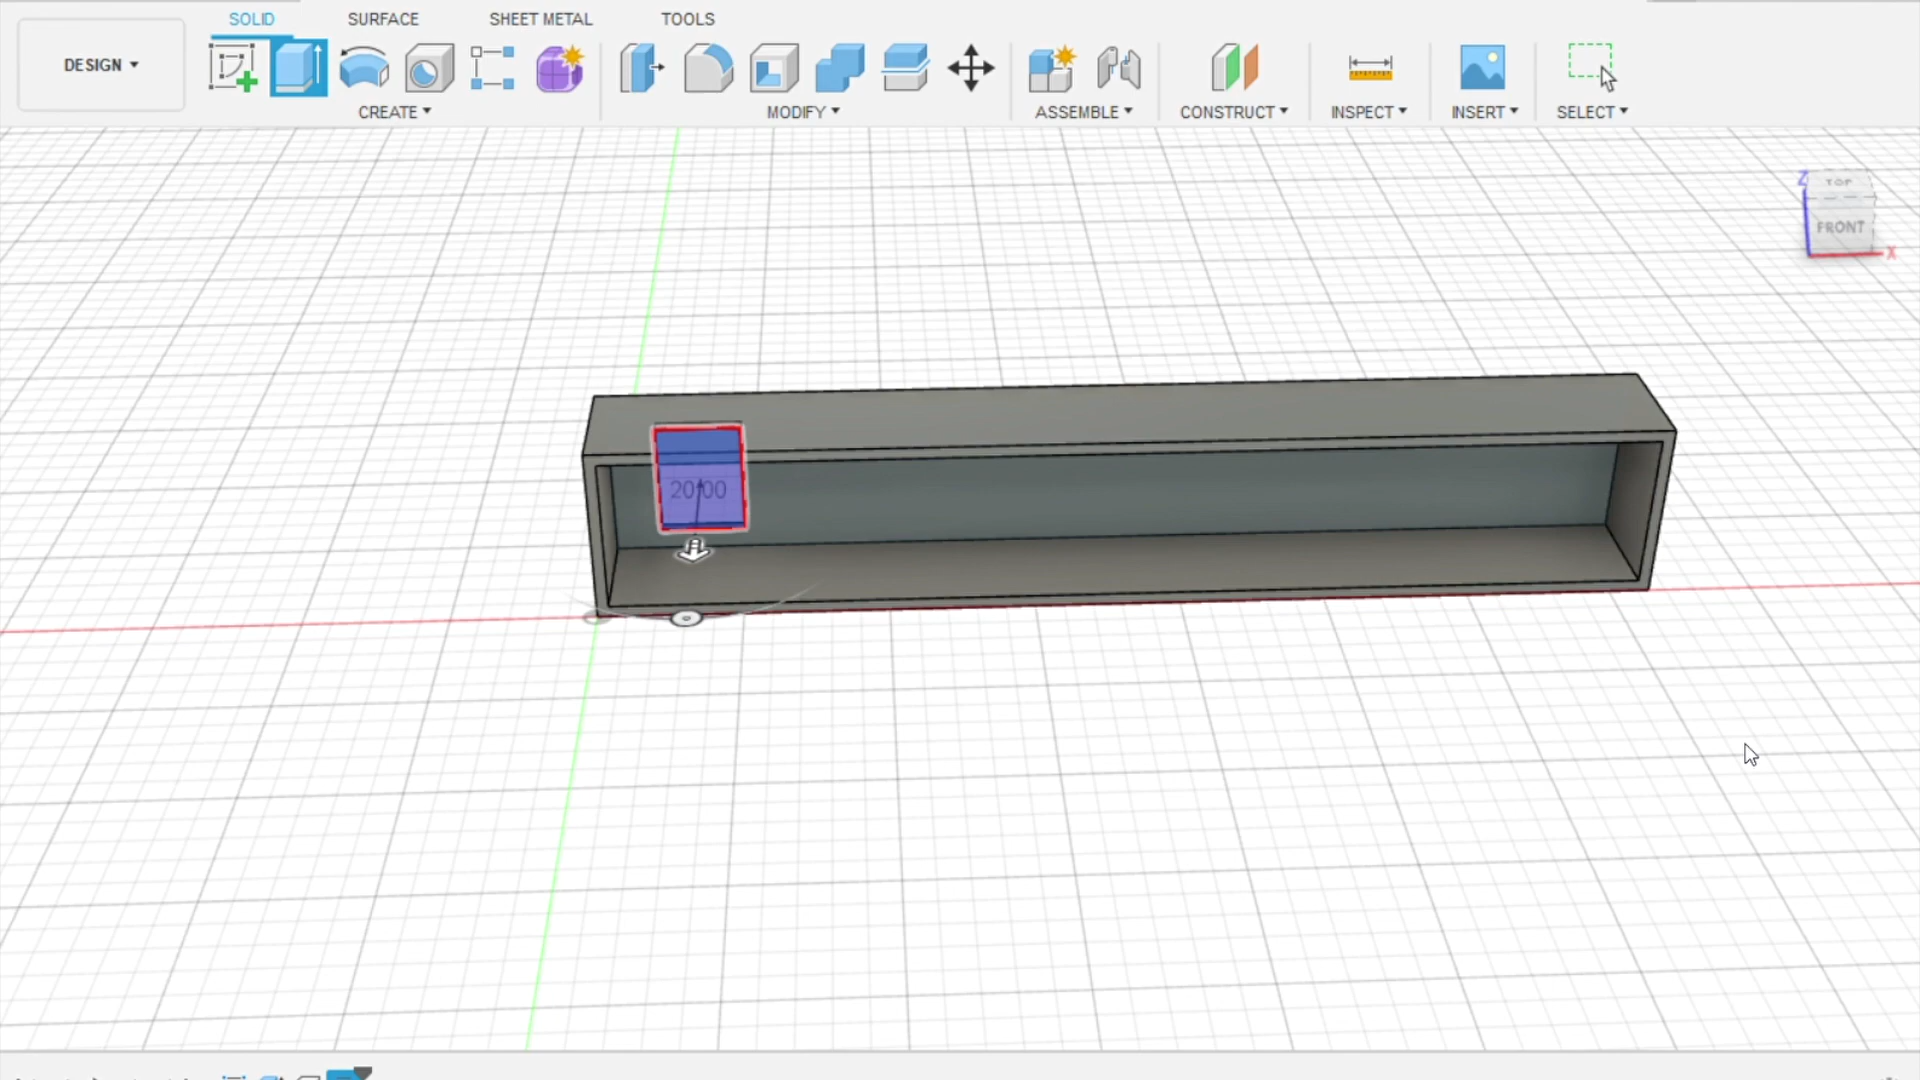 SOLID SURFACE SHEET METAL TOOLS
DESIGN
CREATE MODIFY ASSEMBLE CONSTRUCT INSPECT INSERT SELECT
Z TOP
FRONT
X
20.00